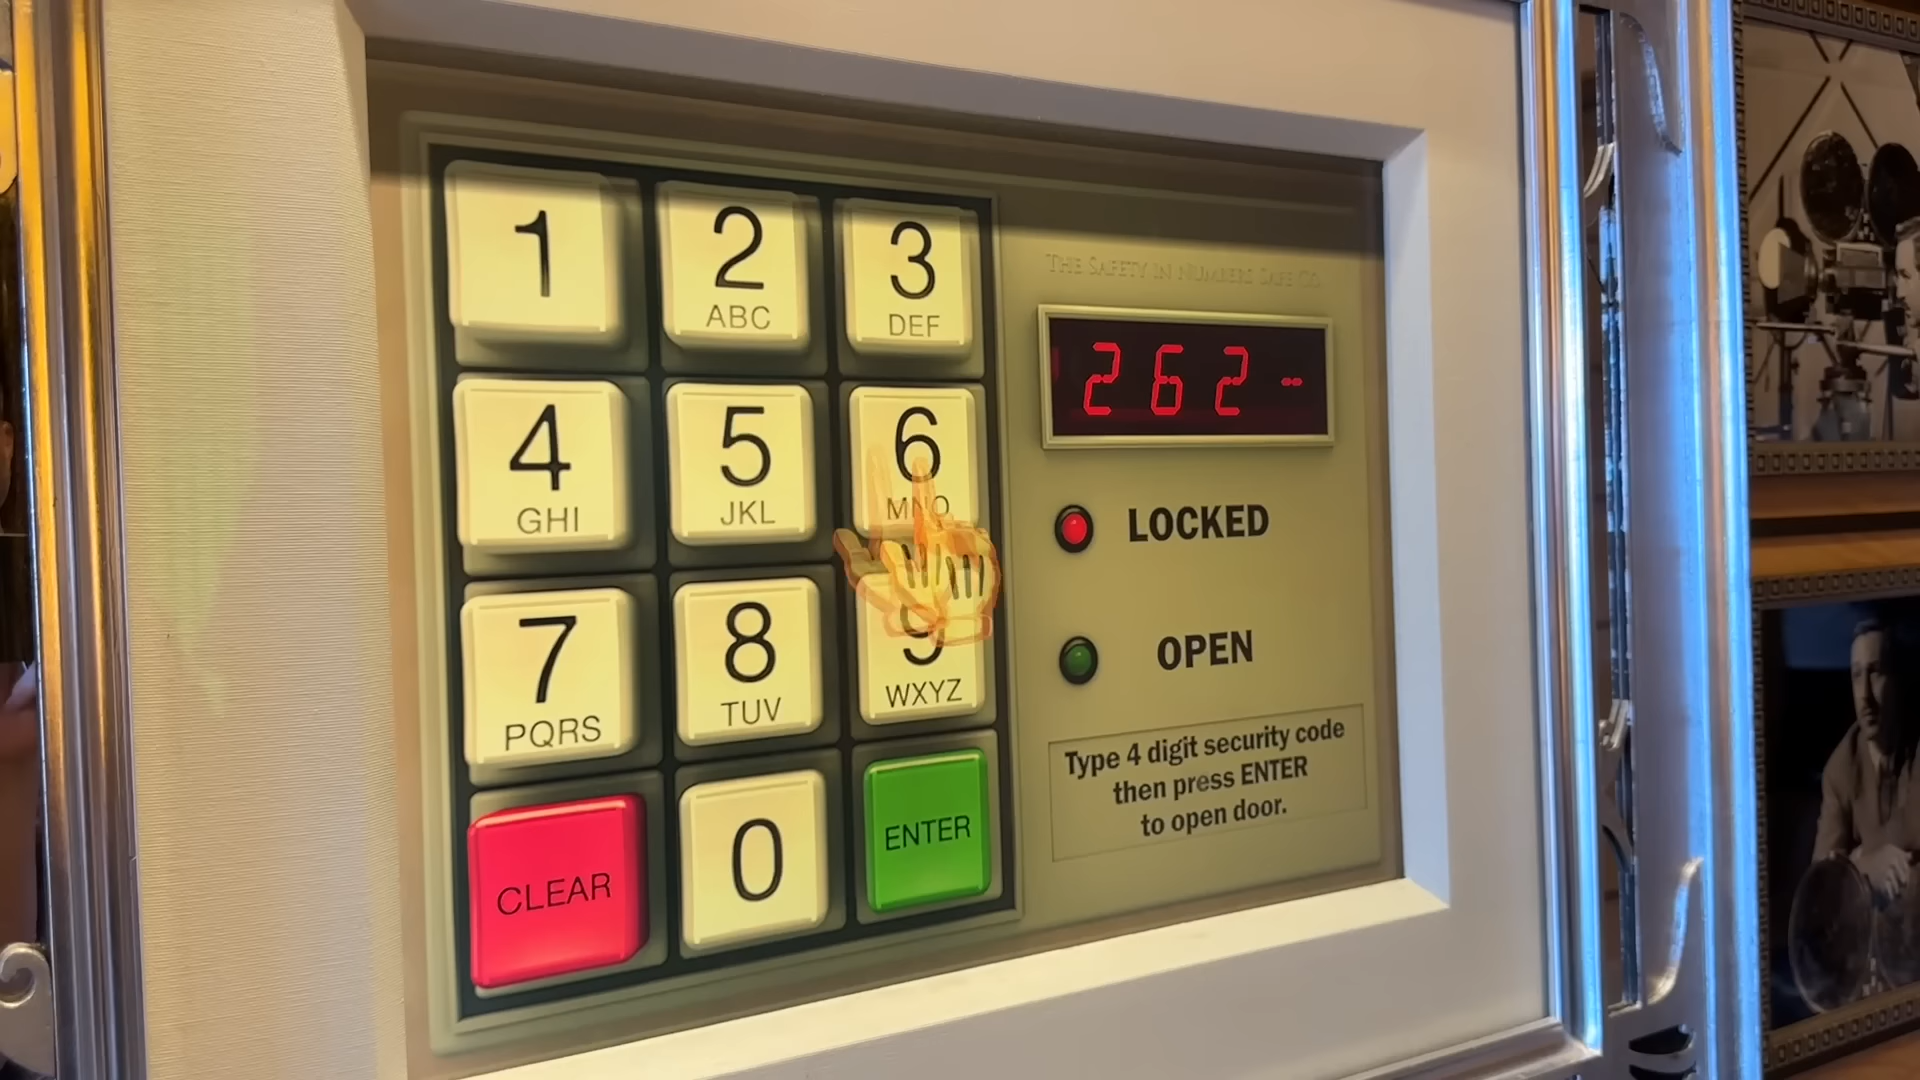 1
2
ABC
3
DEF
4
GHI
5
JKL
6
MNO
7
PQRS
8
TUV
9
WXYZ
CLEAR
0
ENTER
THE SAFETY IN NUMBERS SAFE CO.
262-
LOCKED
OPEN
Type 4 digit security code
then press ENTER
to open door.